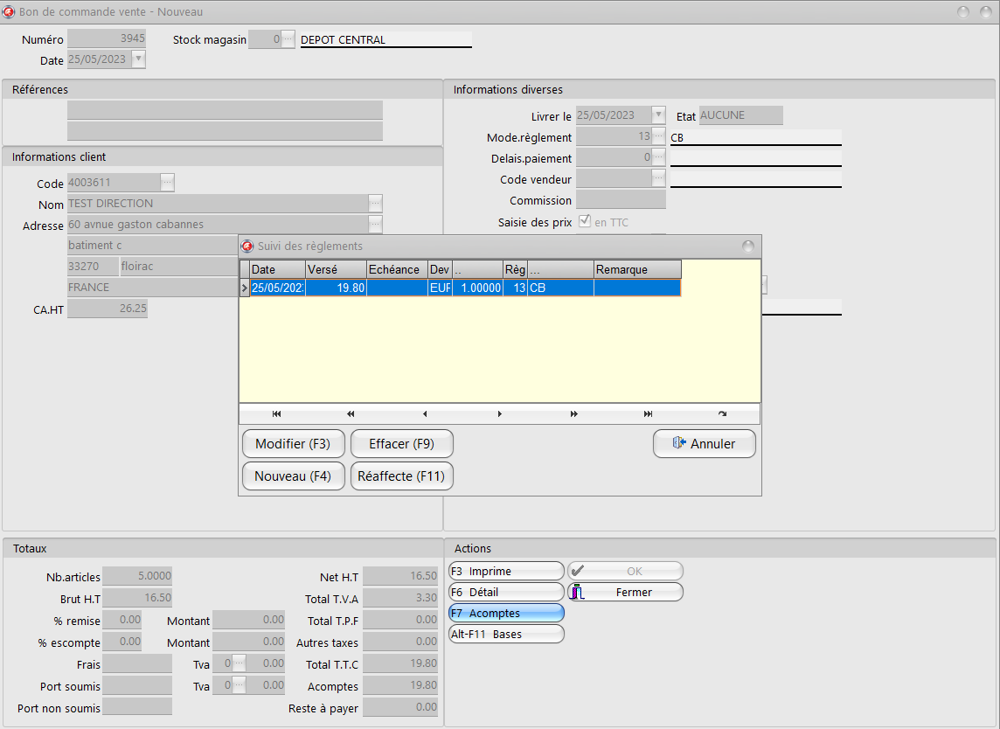 Bon de commande vente - Nouveau
Numéro 3945 Stock magasin 0 ... DEPOT CENTRAL
Date 25/05/2023
Références
Informations diverses
Livrer le 25/05/2023 Etat AUCUNE
Mode.règlement 13 ... CB
Delais.paiement 0 ...
Code vendeur ...
Commission
Saisie des prix en TTC
Informations client
Code 4003611 ...
Nom TEST DIRECTION ...
Adresse 60 avnue gaston cabannes ...
batiment c
33270 floirac
FRANCE
CA.HT 26.25
Suivi des règlements
Date Versé Echéance Dev .. Règ ... Remarque
25/05/202 19.80 EUR 1.00000 13 CB
Modifier (F3) Effacer (F9) Annuler
Nouveau (F4) Réaffecte (F11)
Totaux
Nb.articles 5.0000 Net H.T 16.50
Brut H.T 16.50 Total T.V.A 3.30
% remise 0.00 Montant 0.00 Total T.P.F 0.00
% escompte 0.00 Montant 0.00 Autres taxes 0.00
Frais Tva 0 ... 0.00 Total T.T.C 19.80
Port soumis Tva 0 ... 0.00 Acomptes 19.80
Port non soumis Reste à payer 0.00
Actions
F3 Imprime OK
F6 Détail Fermer
F7 Acomptes
Alt-F11 Bases